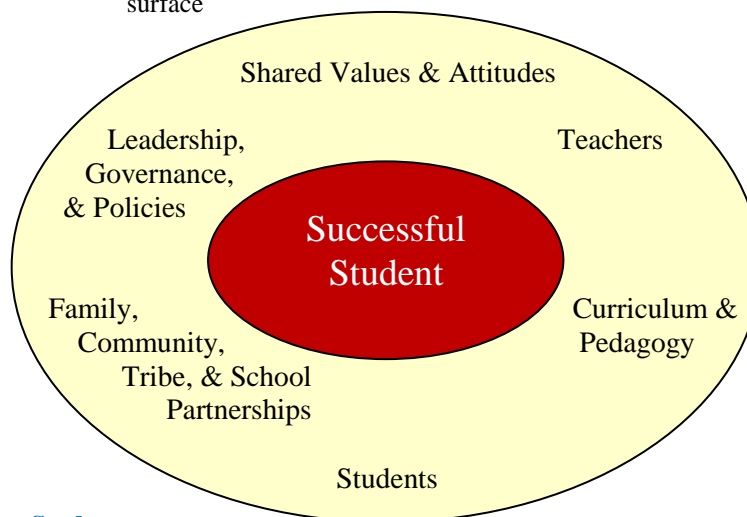 surface
Shared Values & Attitudes
Leadership,
Governance,
& Policies
Teachers
Successful
Student
Family,
Community,
Tribe, & School
Partnerships
Curriculum &
Pedagogy
Students